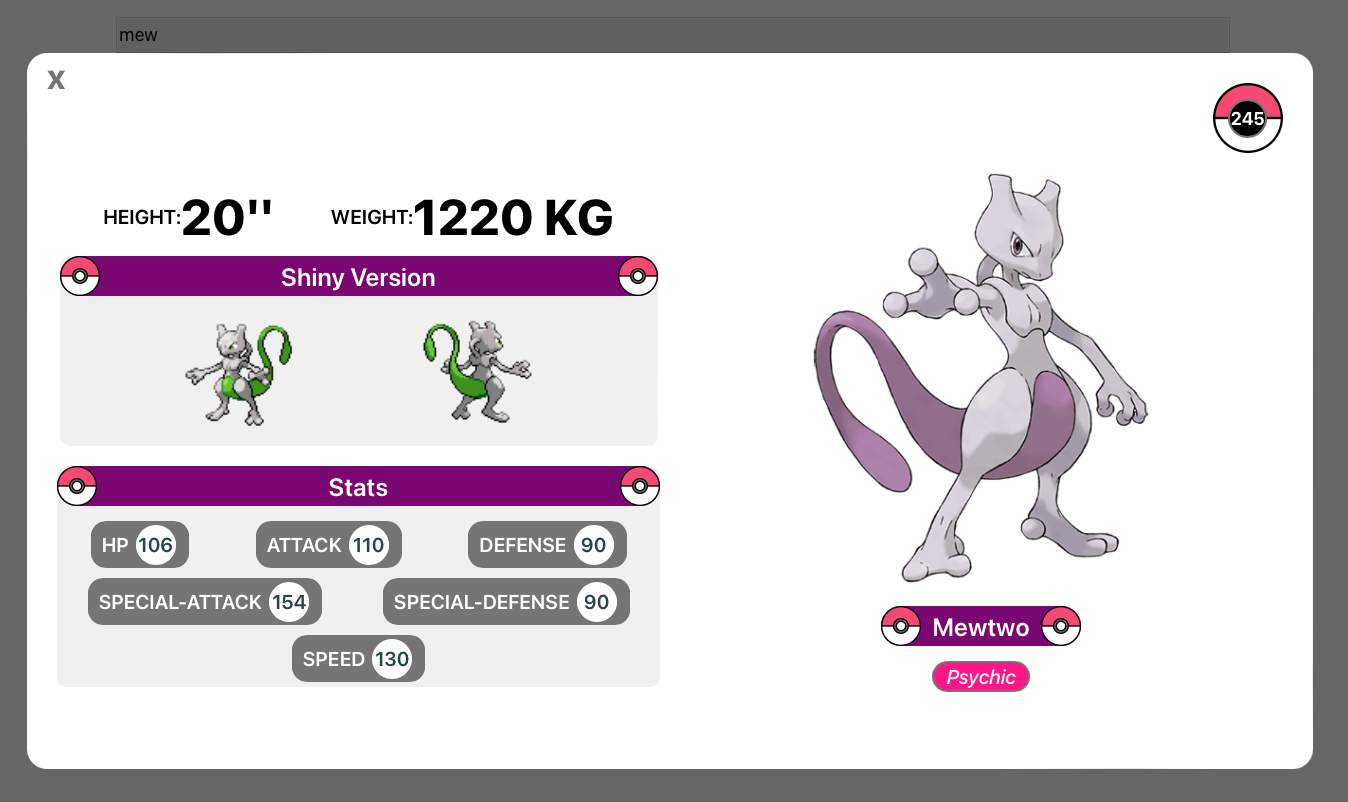 mew
X
245
HEIGHT:20'' WEIGHT:1220 KG
Shiny Version
Stats
HP 106 ATTACK 110 DEFENSE 90
SPECIAL-ATTACK 154 SPECIAL-DEFENSE 90
SPEED 130
Mewtwo
Psychic